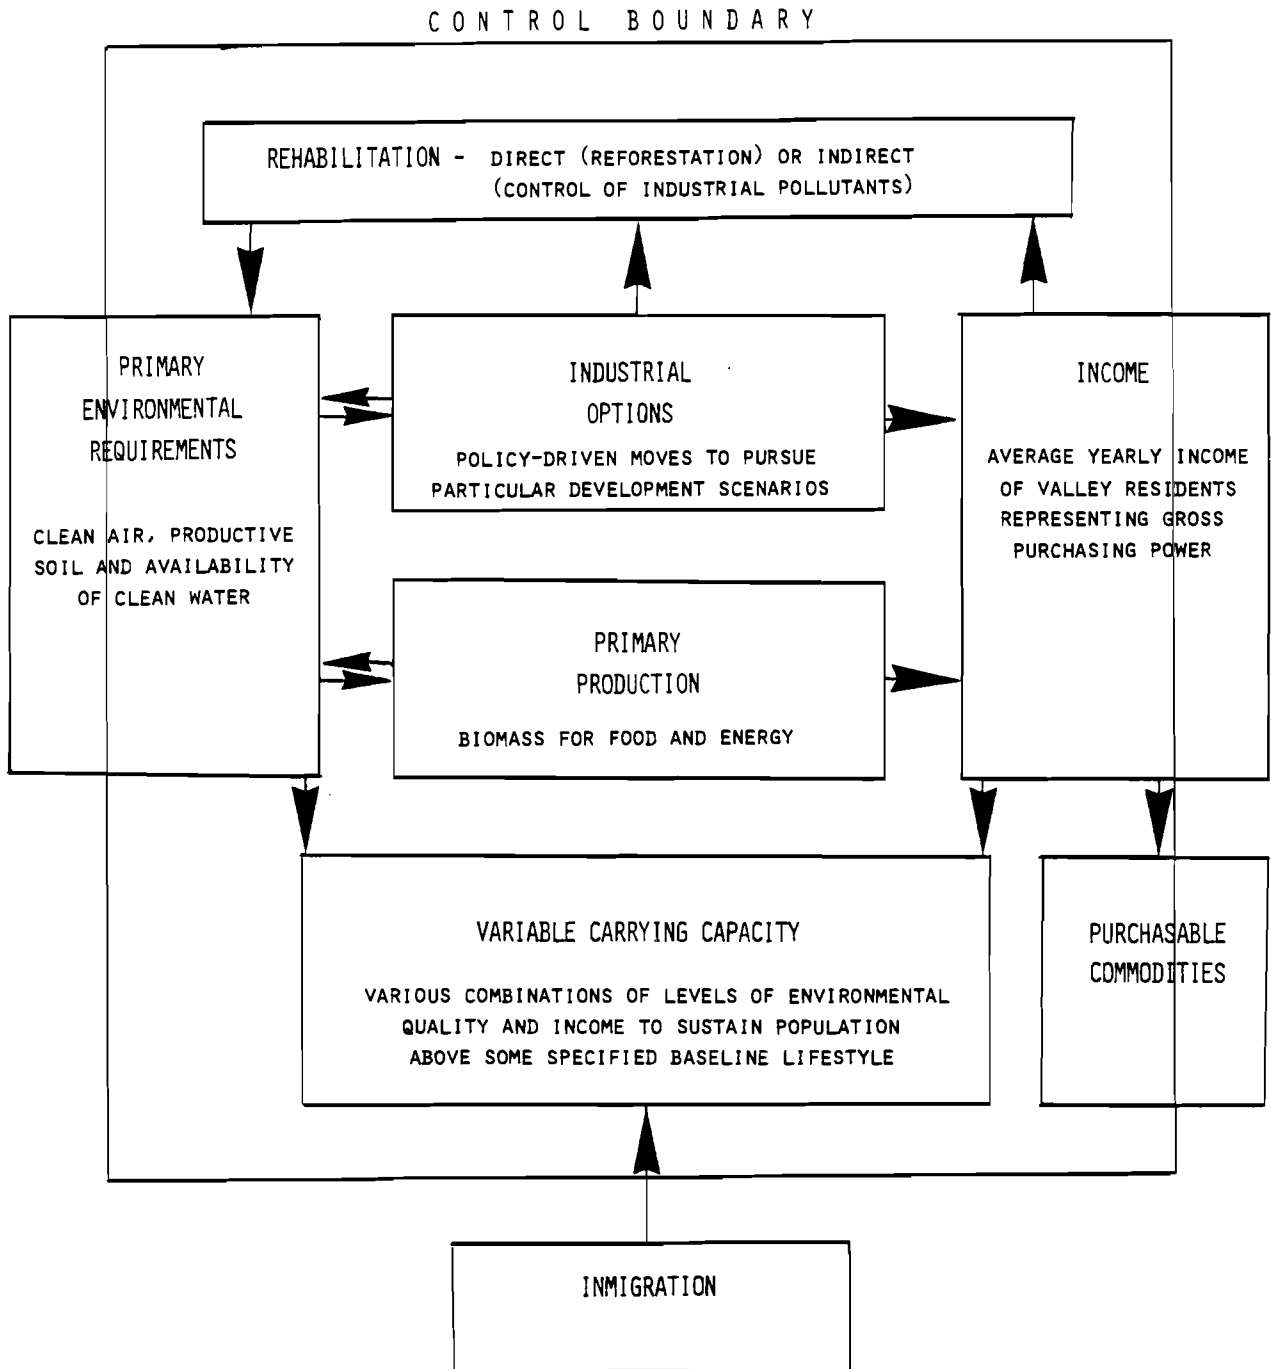 CONTROL BOUNDARY
REHABILITATION - DIRECT (REFORESTATION) OR INDIRECT
(CONTROL OF INDUSTRIAL POLLUTANTS)
PRIMARY
ENVIRONMENTAL
REQUIREMENTS
CLEAN AIR, PRODUCTIVE
SOIL AND AVAILABILITY
OF CLEAN WATER
INDUSTRIAL
OPTIONS
POLICY-DRIVEN MOVES TO PURSUE
PARTICULAR DEVELOPMENT SCENARIOS
INCOME
AVERAGE YEARLY INCOME
OF VALLEY RESIDENTS
REPRESENTING GROSS
PURCHASING POWER
PRIMARY
PRODUCTION
BIOMASS FOR FOOD AND ENERGY
VARIABLE CARRYING CAPACITY
VARIOUS COMBINATIONS OF LEVELS OF ENVIRONMENTAL
QUALITY AND INCOME TO SUSTAIN POPULATION
ABOVE SOME SPECIFIED BASELINE LIFESTYLE
PURCHASABLE
COMMODITIES
INMIGRATION